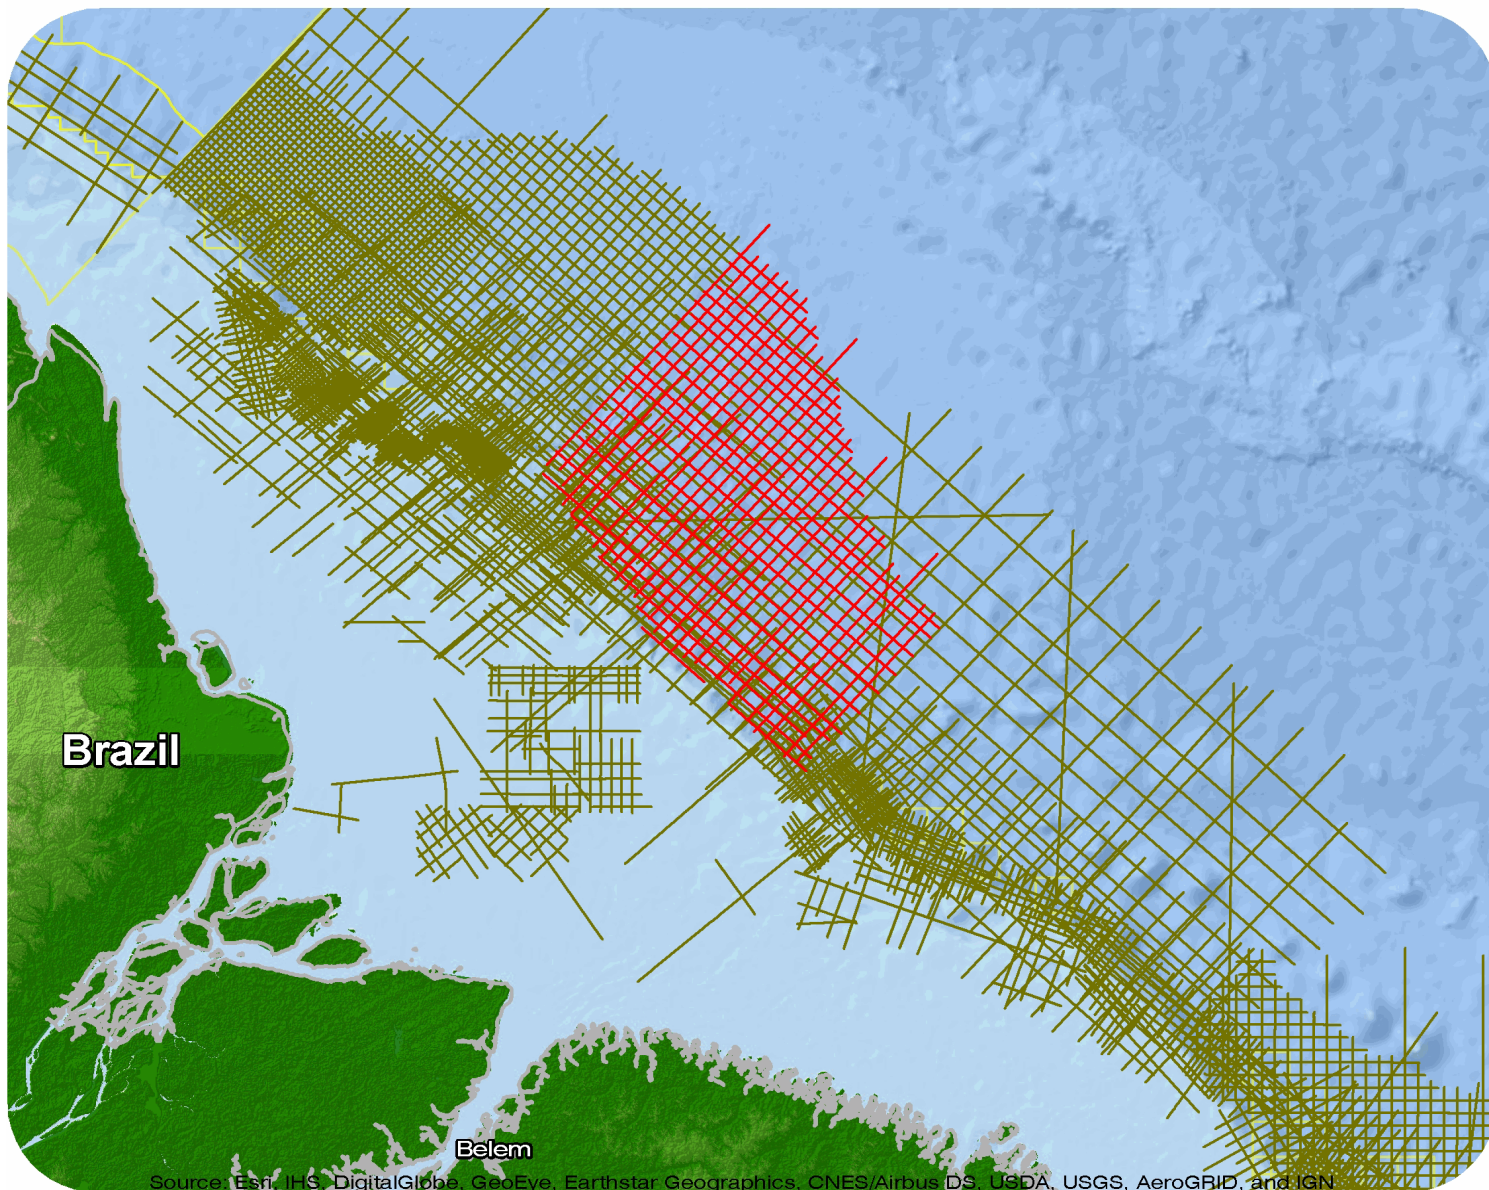 Brazil
Belem
Source: Esri, IHS, DigitalGlobe, GeoEye, Earthstar Geographics, CNES/Airbus DS, USDA, USGS, AeroGRID, and IGN